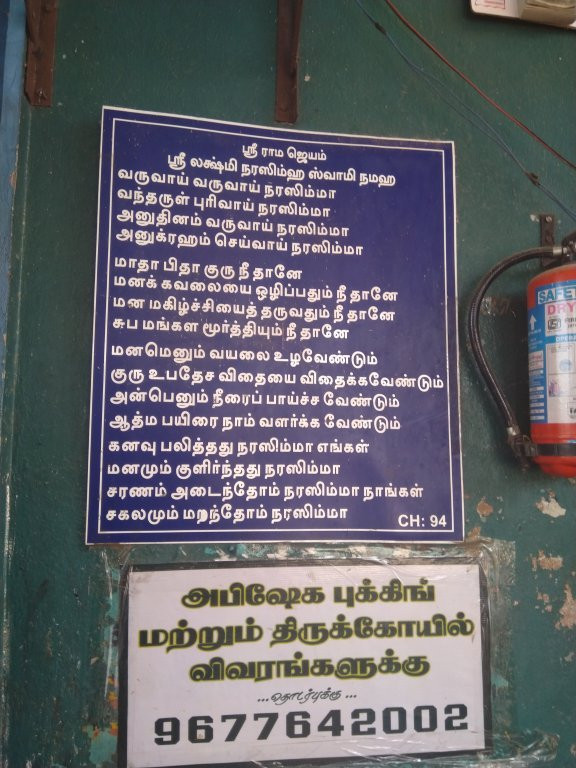 ஸ்ரீ ராம ஜெயம்
ஸ்ரீ லக்ஷ்மி நரஸிம்ஹ ஸ்வாமி நமஹ
வருவாய் வருவாய் நரஸிம்மா
வந்தருள் புரிவாய் நரஸிம்மா
அனுதினம் வருவாய் நரஸிம்மா
அனுக்ரஹம் செய்வாய் நரஸிம்மா
மாதா பிதா குரு நீ தானே
மனக் கவலையை ஒழிப்பதும் நீ தானே
மன மகிழ்ச்சியைத் தருவதும் நீ தானே
சுப மங்கள மூர்த்தியும் நீ தானே
மனமெனும் வயலை உழவேண்டும்
குரு உபதேச விதையை விதைக்கவேண்டும்
அன்பெனும் நீரைப் பாய்ச்ச வேண்டும்
ஆத்ம பயிரை நாம் வளர்க்க வேண்டும்
கனவு பலித்தது நரஸிம்மா எங்கள்
மனமும் குளிர்ந்தது நரஸிம்மா
சரணம் அடைந்தோம் நரஸிம்மா நாங்கள்
சகலமும் மறந்தோம் நரஸிம்மா
CH: 94
அபிஷேக புக்கிங்
மற்றும் திருக்கோயில்
விவரங்களுக்கு
...தொடர்புக்கு...
9677642002
SAFE
DRY